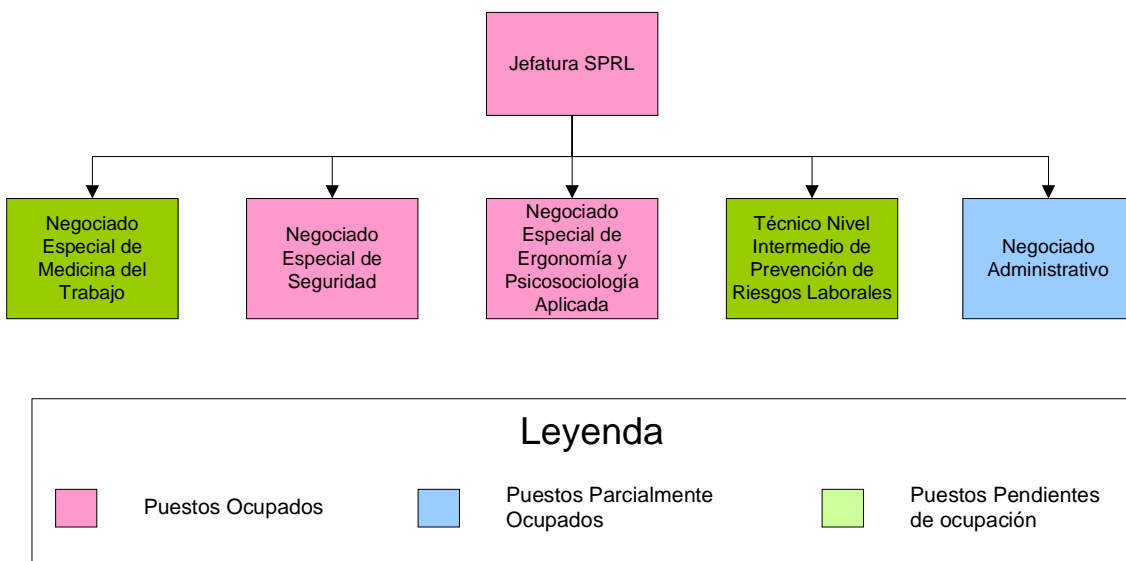 Jefatura SPRL
Negociado
Especial de
Medicina del
Trabajo
Negociado
Especial de
Seguridad
Negociado
Especial de
Ergonomía y
Psicosociología
Aplicada
Técnico Nivel
Intermedio de
Prevención de
Riesgos Laborales
Negociado
Administrativo
Leyenda
Puestos Ocupados
Puestos Parcialmente
Ocupados
Puestos Pendientes
de ocupación